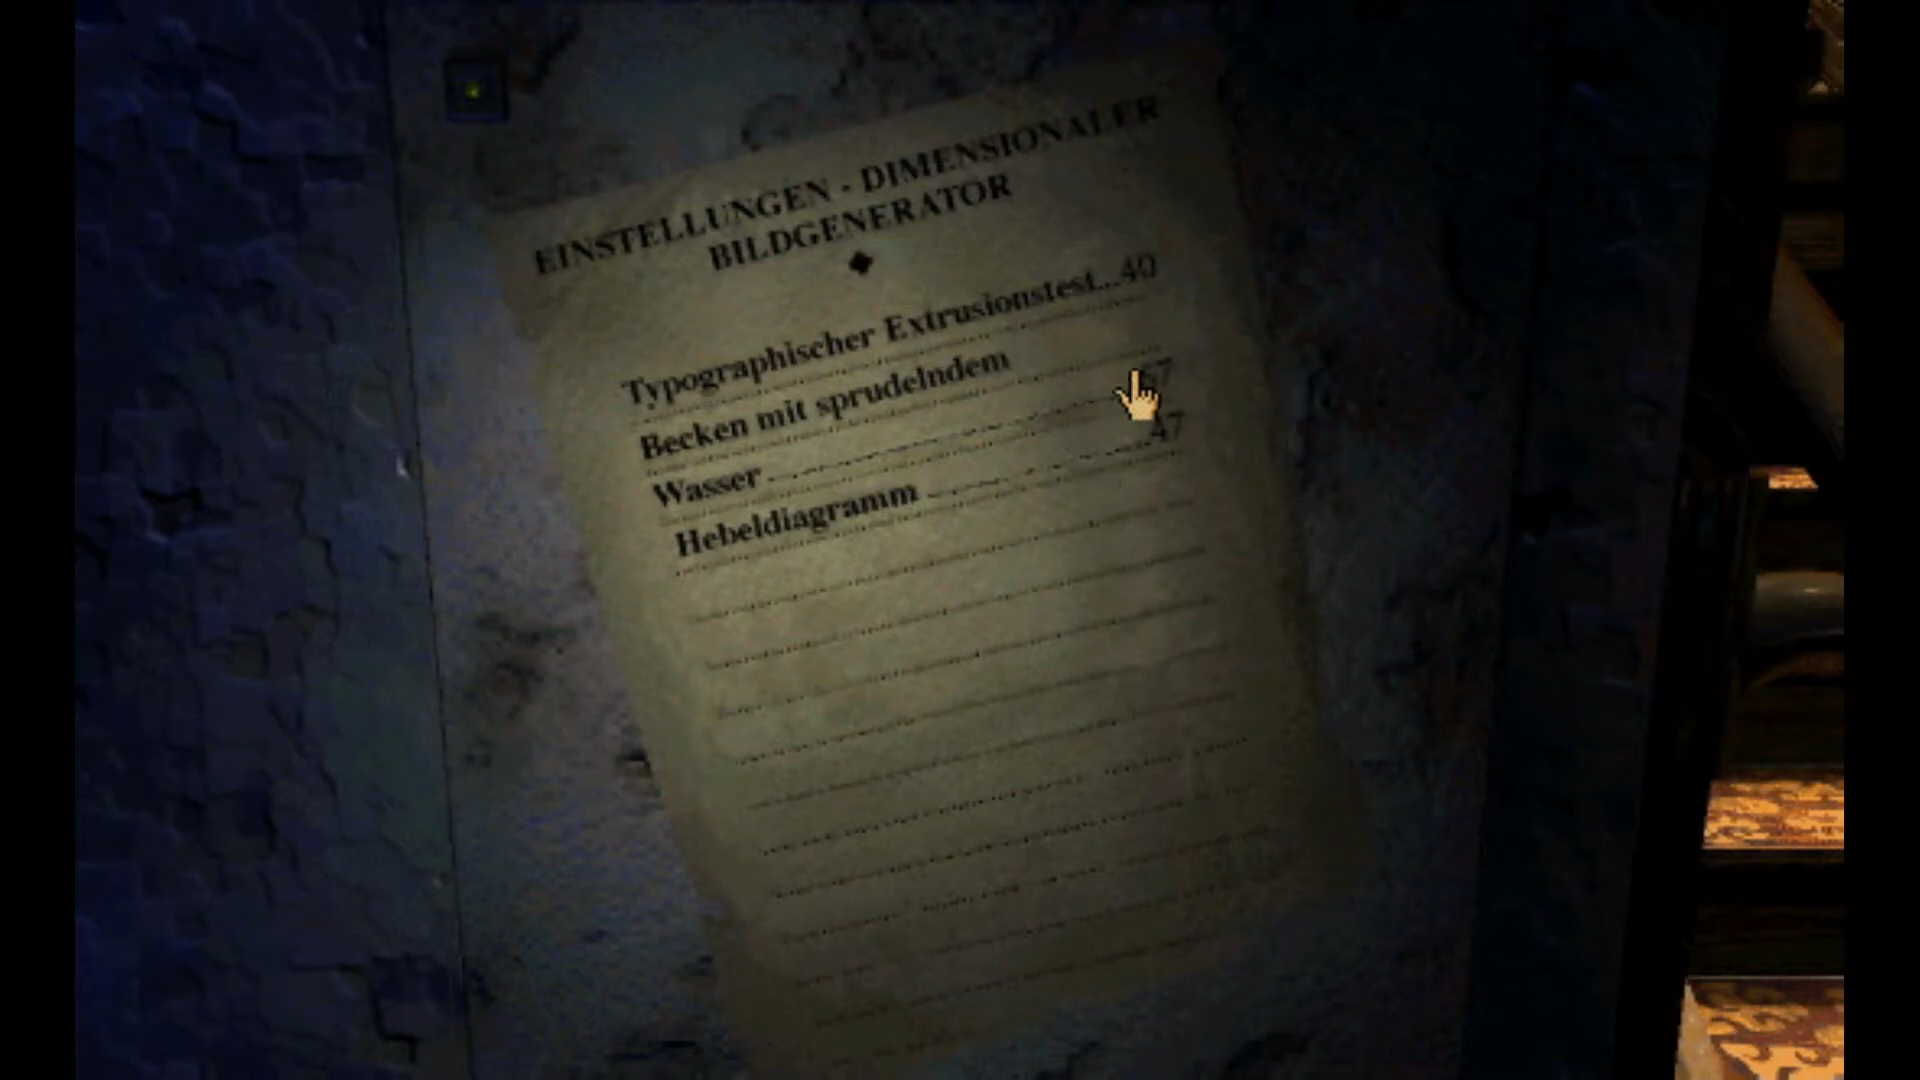 EINSTELLUNGEN - DIMENSIONALER
BILDGENERATOR
Typographischer Extrusionstest...40
Becken mit sprudelndem
Wasser
Hebeldiagramm 47